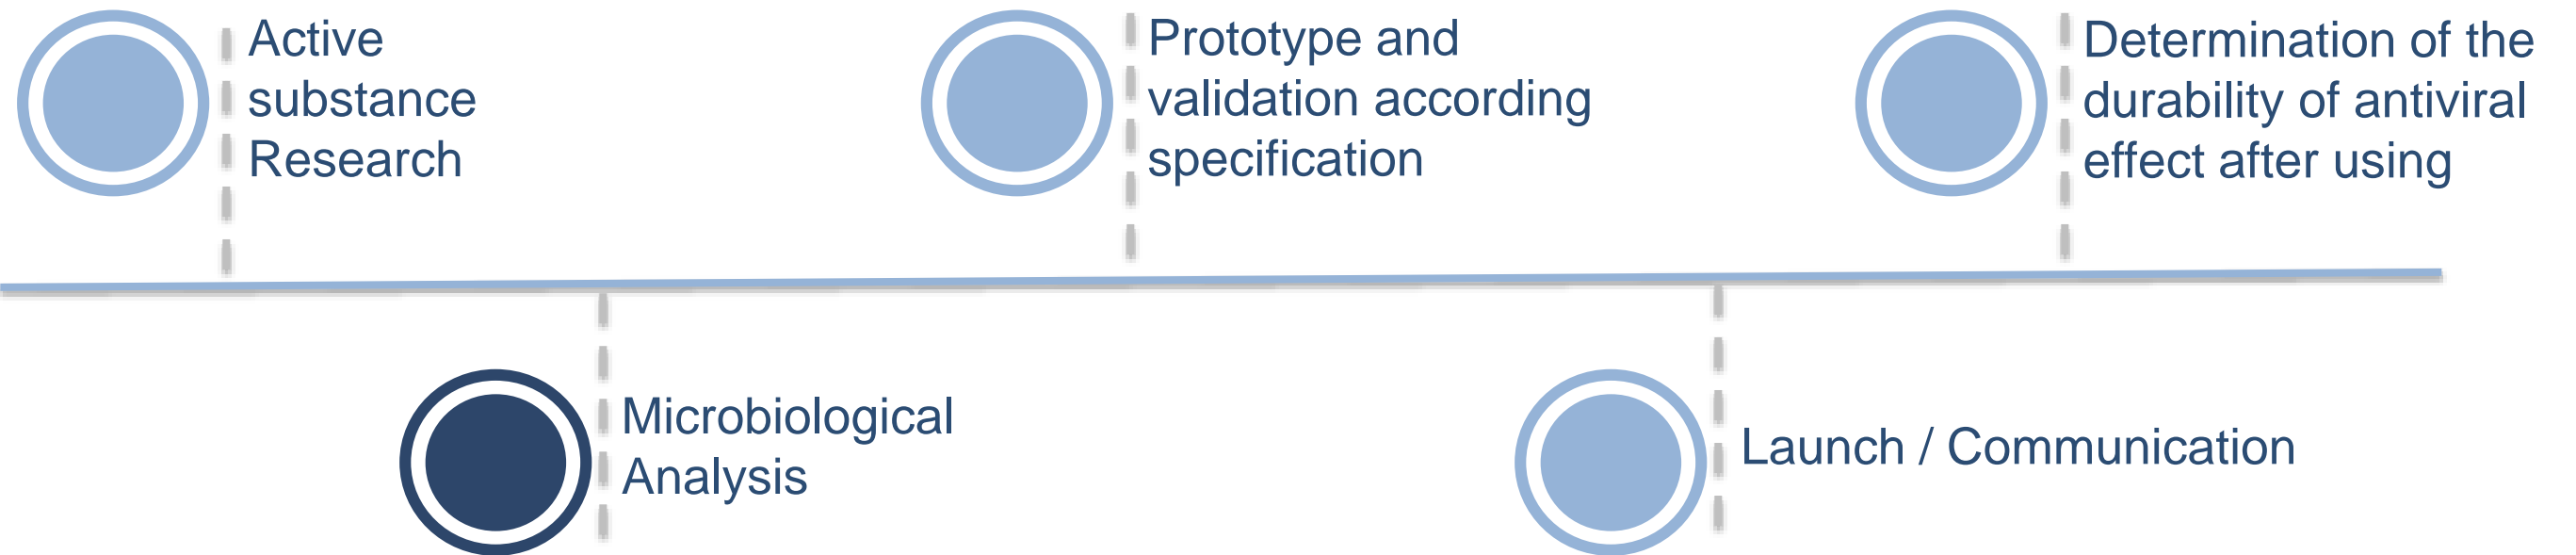 Active
substance
Research
Microbiological
Analysis
Prototype and
validation according
specification
Launch / Communication
Determination of the
durability of antiviral
effect after using